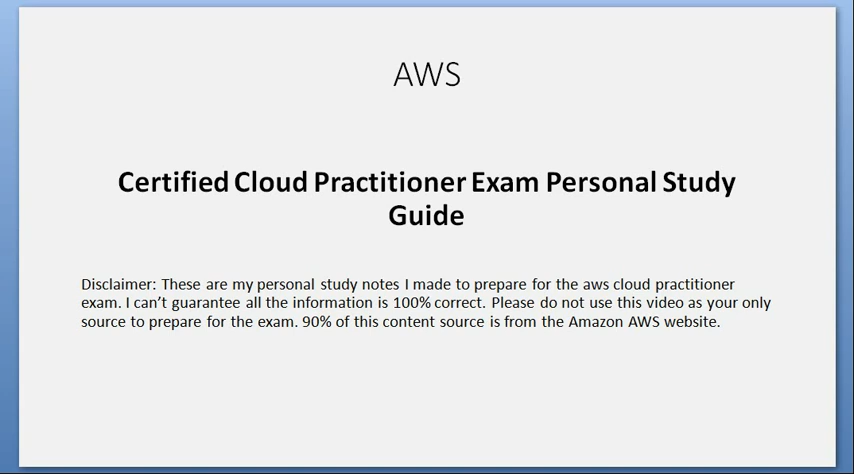 AWS
Certified Cloud Practitioner Exam Personal Study
Guide
Disclaimer: These are my personal study notes I made to prepare for the aws cloud practitioner
exam. I can’t guarantee all the information is 100% correct. Please do not use this video as your only
source to prepare for the exam. 90% of this content source is from the Amazon AWS website.